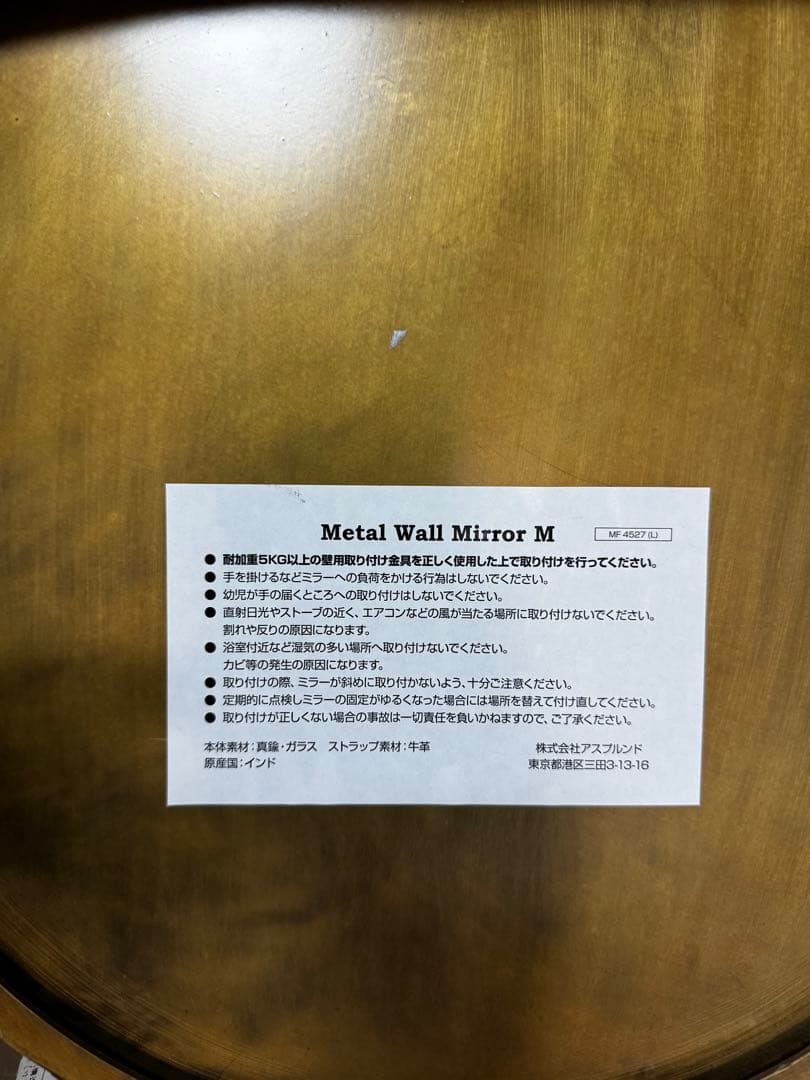 Metal Wall Mirror M
MF 4527 (L)
● 耐加重5KG以上の壁用取り付け金具を正しく使用した上で取り付けを行ってください。
● 手を掛けるなどミラーへの負荷をかける行為はしないでください。
● 幼児が手の届くところへの取り付けはしないでください。
● 直射日光やストーブの近く、エアコンなどの風が当たる場所に取り付けないでください。
割れや反りの原因になります。
● 浴室付近など湿気の多い場所へ取り付けないでください。
カビ等の発生の原因になります。
● 取り付けの際、ミラーが斜めに取り付かないよう、十分ご注意ください。
● 定期的に点検しミラーの固定がゆるくなった場合には場所を替えて付け直してください。
● 取り付けが正しくない場合の事故は一切責任を負いかねますので、ご了承ください。
本体素材：真鍮・ガラス　ストラップ素材：牛革
原産国：インド
株式会社アスプルンド
東京都港区三田3-13-16